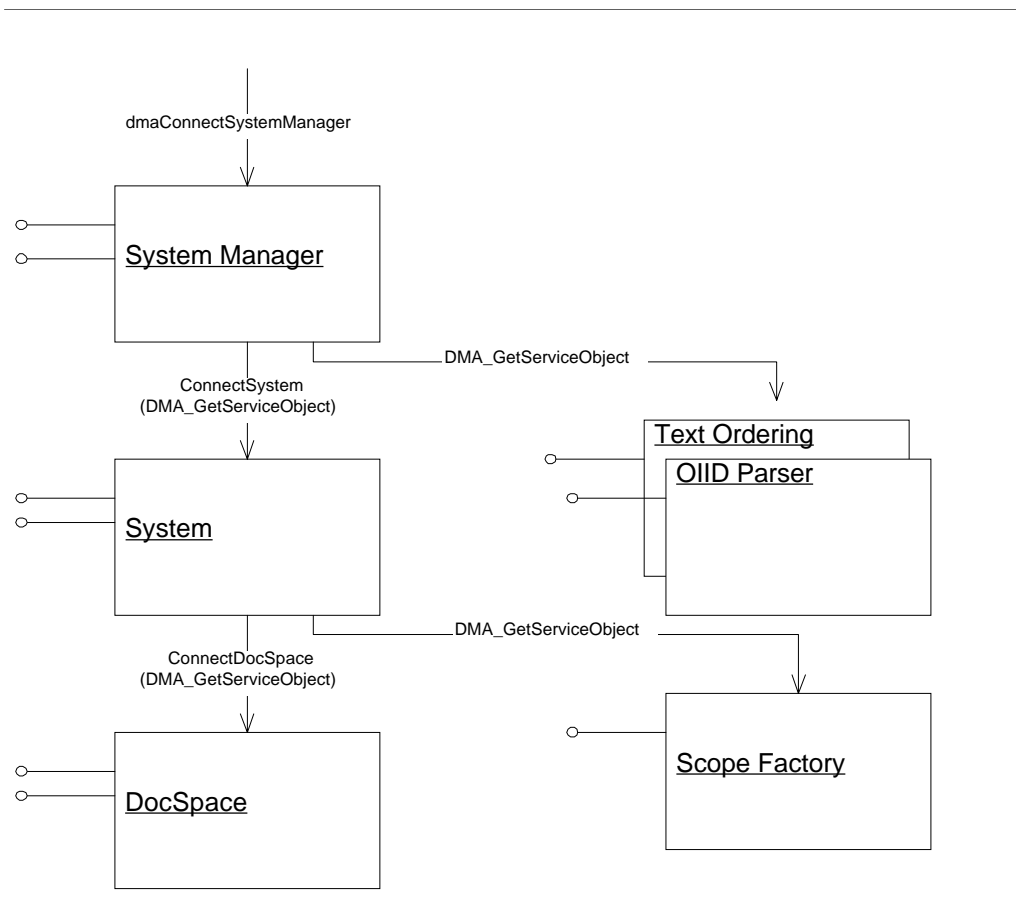 dmaConnectSystemManager
System Manager
DMA_GetServiceObject
ConnectSystem
(DMA_GetServiceObject)
Text Ordering
OIID Parser
System
DMA_GetServiceObject
ConnectDocSpace
(DMA_GetServiceObject)
Scope Factory
DocSpace